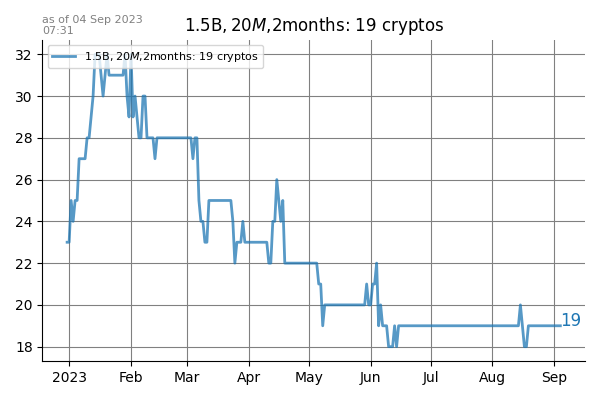 as of 04 Sep 2023
07:31
1.5B, 20M,2months: 19 cryptos
1.5B, 20M,2months: 19 cryptos
32
30
28
26
24
22
20
18
19
2023 Feb Mar Apr May Jun Jul Aug Sep